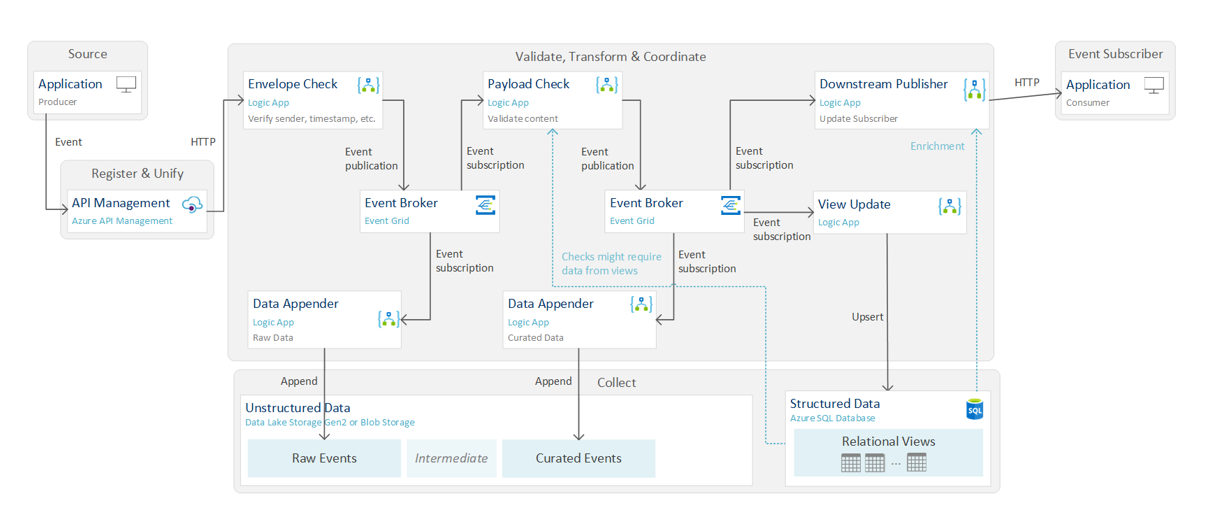 Source
Application
Producer
Event
Register & Unify
API Management
Azure API Management
HTTP
Validate, Transform & Coordinate
Envelope Check
Logic App
Verify sender, timestamp, etc.
Event
publication
Event Broker
Event Grid
Event
subscription
Payload Check
Logic App
Validate content
Event
publication
Event Broker
Event Grid
Event
subscription
Downstream Publisher
Logic App
Update Subscriber
HTTP
Event Subscriber
Application
Consumer
Enrichment
Event
subscription
View Update
Logic App
Event
subscription
Checks might require
data from views
Event
subscription
Data Appender
Logic App
Raw Data
Data Appender
Logic App
Curated Data
Upsert
Append
Append
Collect
Unstructured Data
Data Lake Storage Gen2 or Blob Storage
Raw Events
Intermediate
Curated Events
Structured Data
Azure SQL Database
SQL
Relational Views
...